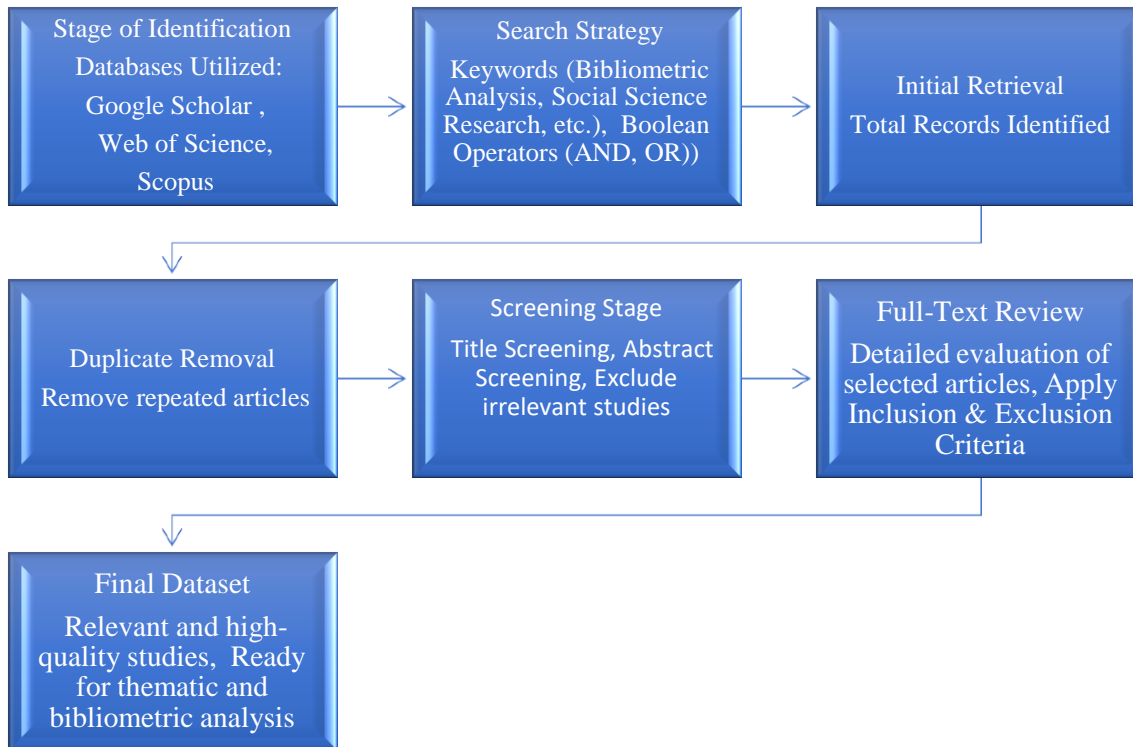 Stage of Identification
Databases Utilized:
Google Scholar ,
Web of Science,
Scopus
Search Strategy
Keywords (Bibliometric
Analysis, Social Science
Research, etc.), Boolean
Operators (AND, OR))
Initial Retrieval
Total Records Identified
Duplicate Removal
Remove repeated articles
Screening Stage
Title Screening, Abstract
Screening, Exclude
irrelevant studies
Full-Text Review
Detailed evaluation of
selected articles, Apply
Inclusion & Exclusion
Criteria
Final Dataset
Relevant and high-
quality studies, Ready
for thematic and
bibliometric analysis